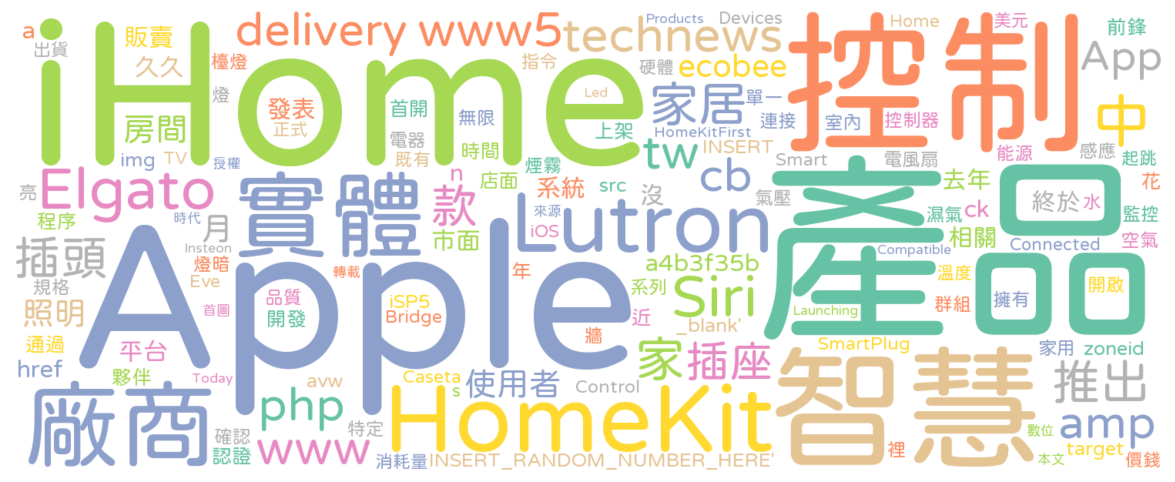 iHome
Apple
控制
產品
智慧
實體
廠商
HomeKit
Lutron
Elgato
delivery
www5
technews
家居
tw
cb
Siri
款
插頭
照明
房間
販賣
久久
a
出貨
檯燈
燈
發表
正式
首開
電器
既有
無限
時間
指令
Led
硬體
上架
ecobee
Products
Devices
Home
美元
前鋒
App
單一
連接
室內
控制器
HomeKitFirst
INSERT
Smart
電風扇
能源
感應
起跳
中
img
TV
授權
亮
程序
時代
月
Insteon
燈暗
規格
Eve
轉載
首圖
品質
開發
iSP5
Bridge
n
店面
煙霧
系統
src
沒
氣壓
市面
來源
iOS
年
a4b3f35b
系列
近
牆
_blank'
去年
ck
濕氣
相關
終於
水
花
監控
空氣
Connected
Compatible
溫度
群組
擁有
開啟
Launching
SmartPlug
家用
zoneid
推出
家
插座
使用者
Control
Caseta
s
通過
href
平台
夥伴
Today
avw
php
www
確認
認證
特定
消耗量
INSERT_RANDOM_NUMBER_HERE'
amp
target
數位
本文
裡
價錢